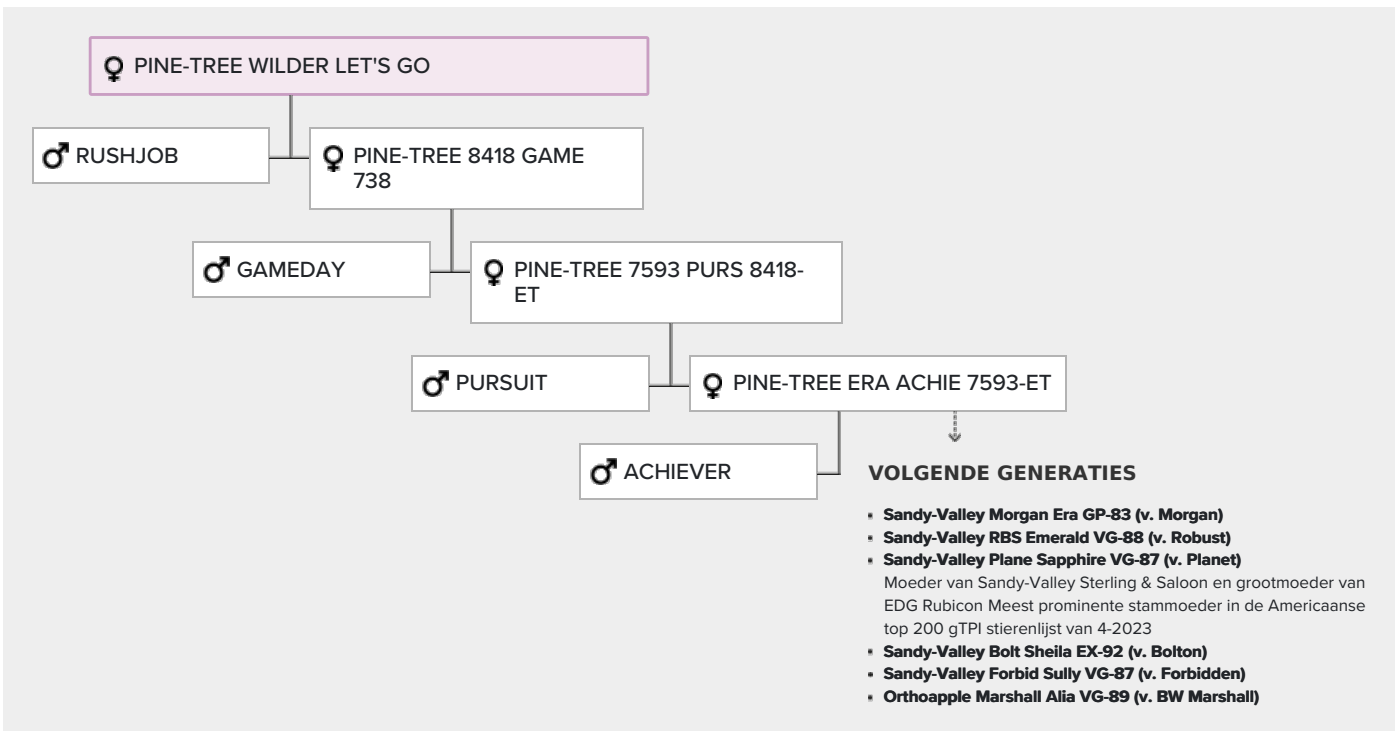 PINE-TREE WILDER LET'S GO
RUSHJOB
PINE-TREE 8418 GAME
738
GAMEDAY
PINE-TREE 7593 PURS 8418-
ET
PURSUIT
PINE-TREE ERA ACHIE 7593-ET
ACHIEVER
VOLGENDE GENERATIES
Sandy-Valley Morgan Era GP-83 (v. Morgan)
Sandy-Valley RBS Emerald VG-88 (v. Robust)
Sandy-Valley Plane Sapphire VG-87 (v. Planet)
Moeder van Sandy-Valley Sterling & Saloon en grootmoeder van
EDG Rubicon Meest prominente stammoeder in de Americaanse
top 200 gTPI stierenlijst van 4-2023
Sandy-Valley Bolt Sheila EX-92 (v. Bolton)
Sandy-Valley Forbid Sully VG-87 (v. Forbidden)
Orthoapple Marshall Alia VG-89 (v. BW Marshall)